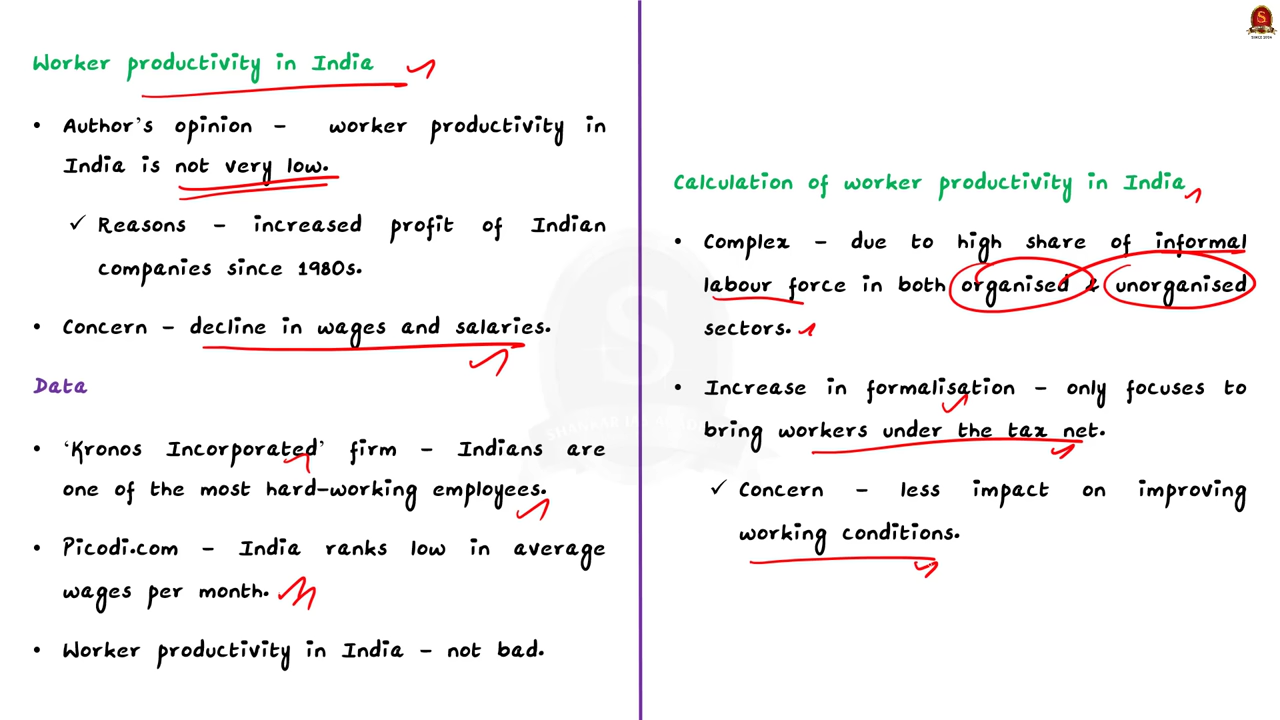 Worker productivity in India
• Author's opinion – worker productivity in
India is not very low.
✓ Reasons – increased profit of Indian
companies since 1980s.
• Concern – decline in wages and salaries.
Data
• 'Kronos Incorporated' firm – Indians are
one of the most hard-working employees.
• Picodi.com – India ranks low in average
wages per month.
• Worker productivity in India – not bad.
Calculation of worker productivity in India
• Complex – due to high share of informal
labour force in both organised & unorganised
sectors.
• Increase in formalisation – only focuses to
bring workers under the tax net.
✓ Concern – less impact on improving
working conditions.
S
SINCE 2004
S
SHANKAR IAS ACADEMY